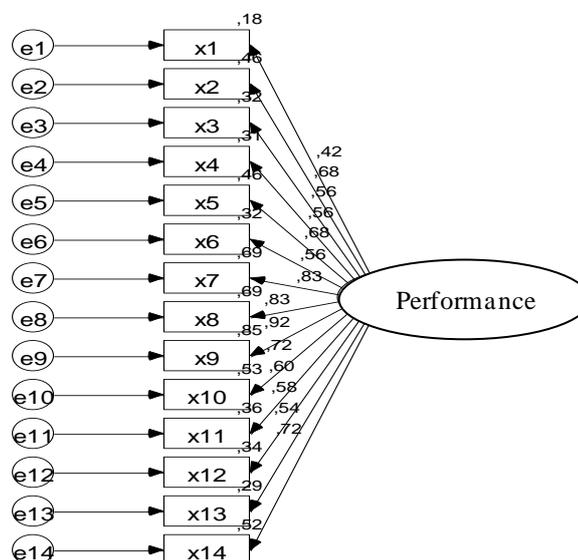 ,18
e1 x1
,46
e2 x2
,32
e3 x3
,31
e4 x4
,46
e5 x5
,32
e6 x6
,69
e7 x7
,69
e8 x8
,85
e9 x9
,53
e10 x10
,36
e11 x11
,34
e12 x12
,29
e13 x13
,52
e14 x14
,42
,68
,56
,56
,68
,56
,83
,83
,92
,72
,60
,58
,54
,72
Performance